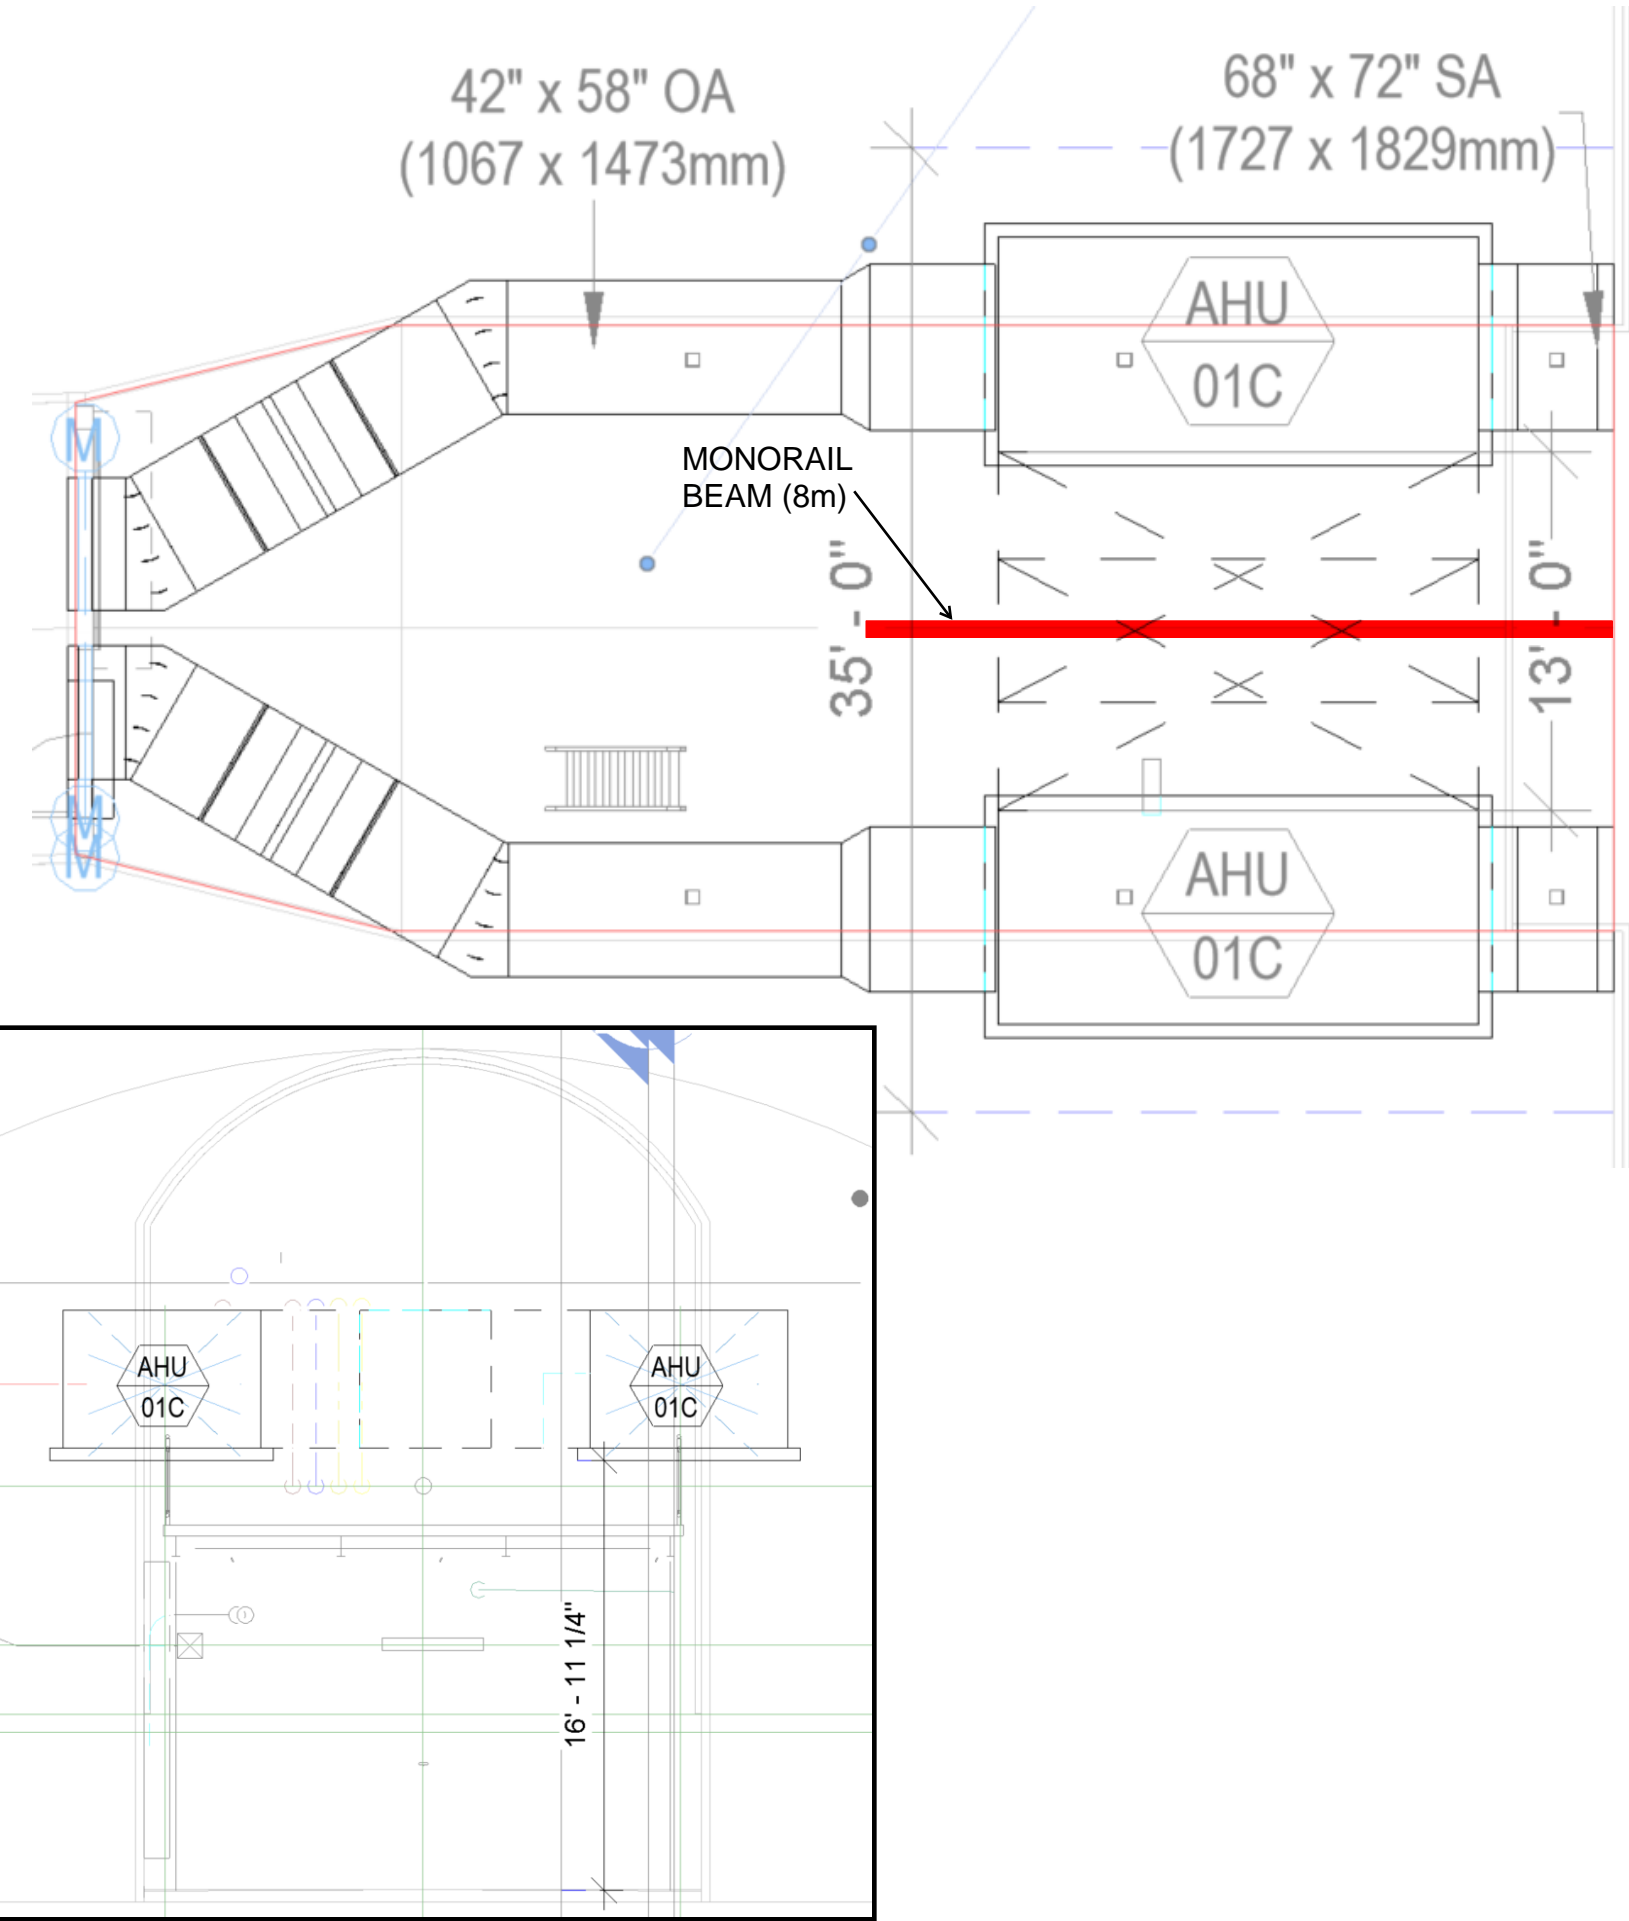 42" x 58" OA
(1067 x 1473mm)
68" x 72" SA
(1727 x 1829mm)
AHU
01C
M
MONORAIL
BEAM (8m)
35' - 0"
13' - 0"
M
M
AHU
01C
AHU
01C
AHU
01C
16' - 11 1/4"